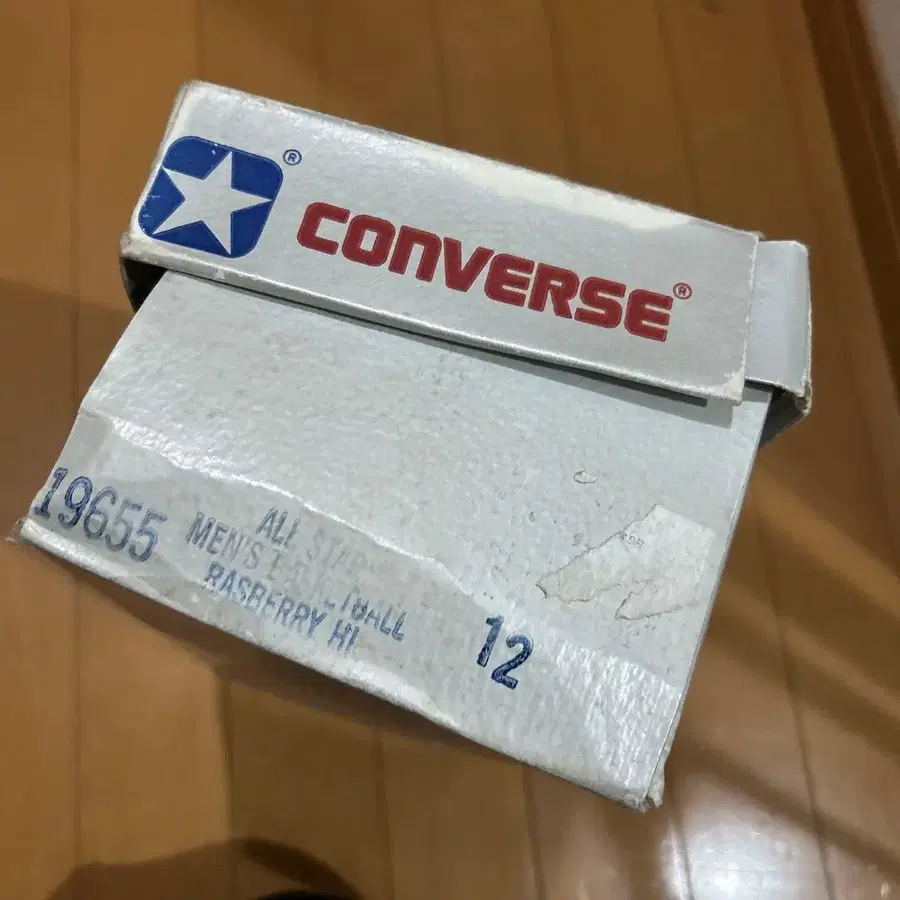 ® CONVERSE ®
19655
ALL STAR
MEN'S BASKETBALL
RASBERRY HI
12